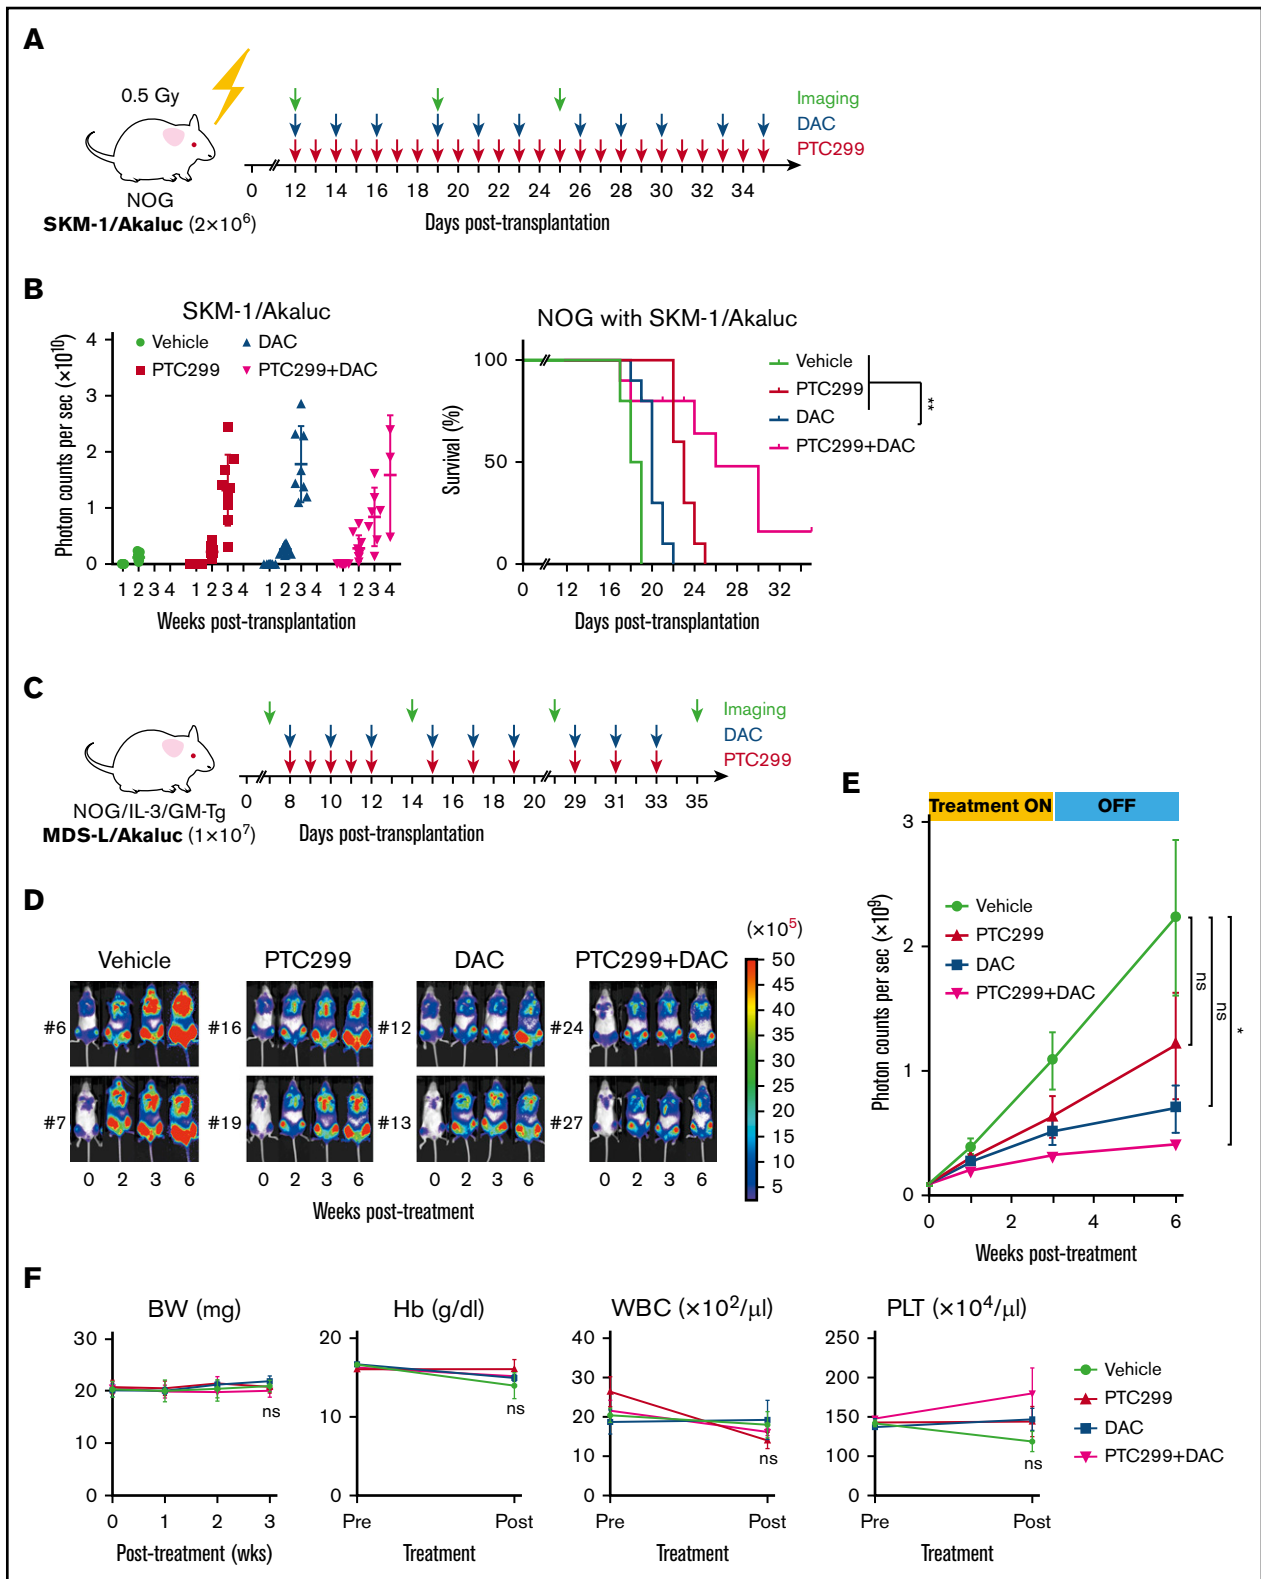 A
0.5 Gy
NOG
SKM-1/Akaluc (2×10⁶)
Imaging
DAC
PTC299
0 12 14 16 18 20 22 24 26 28 30 32 34
Days post-transplantation
B
SKM-1/Akaluc
Vehicle
DAC
PTC299
PTC299+DAC
Photon counts per sec (×10¹⁰)
4
3
2
1
0
1 2 3 4 1 2 3 4 1 2 3 4 1 2 3 4
Weeks post-transplantation
NOG with SKM-1/Akaluc
Survival (%)
100
50
0
0 12 16 20 24 28 32
Days post-transplantation
Vehicle
PTC299
DAC
PTC299+DAC
***
C
NOG/IL-3/GM-Tg
MDS-L/Akaluc (1×10⁷)
Imaging
DAC
PTC299
0 8 10 12 14 16 18 20 28 29 31 33 35
Days post-transplantation
D
Vehicle PTC299 DAC PTC299+DAC
#6 #16 #12 #24
#7 #19 #13 #27
0 2 3 6 0 2 3 6 0 2 3 6 0 2 3 6
Weeks post-treatment
(×10⁵)
50
40
35
30
25
20
15
10
5
E
Treatment ON OFF
Photon counts per sec (×10⁹)
3
2
1
0
Vehicle
PTC299
DAC
PTC299+DAC
ns
ns
*
0 2 4 6
Weeks post-treatment
F
BW (mg)
30
20
10
0
ns
0 1 2 3
Post-treatment (wks)
Hb (g/dl)
20
10
0
ns
Pre Post
Treatment
WBC (×10²/μl)
40
30
20
10
0
ns
Pre Post
Treatment
PLT (×10⁴/μl)
250
200
150
100
0
ns
Pre Post
Treatment
Vehicle
PTC299
DAC
PTC299+DAC